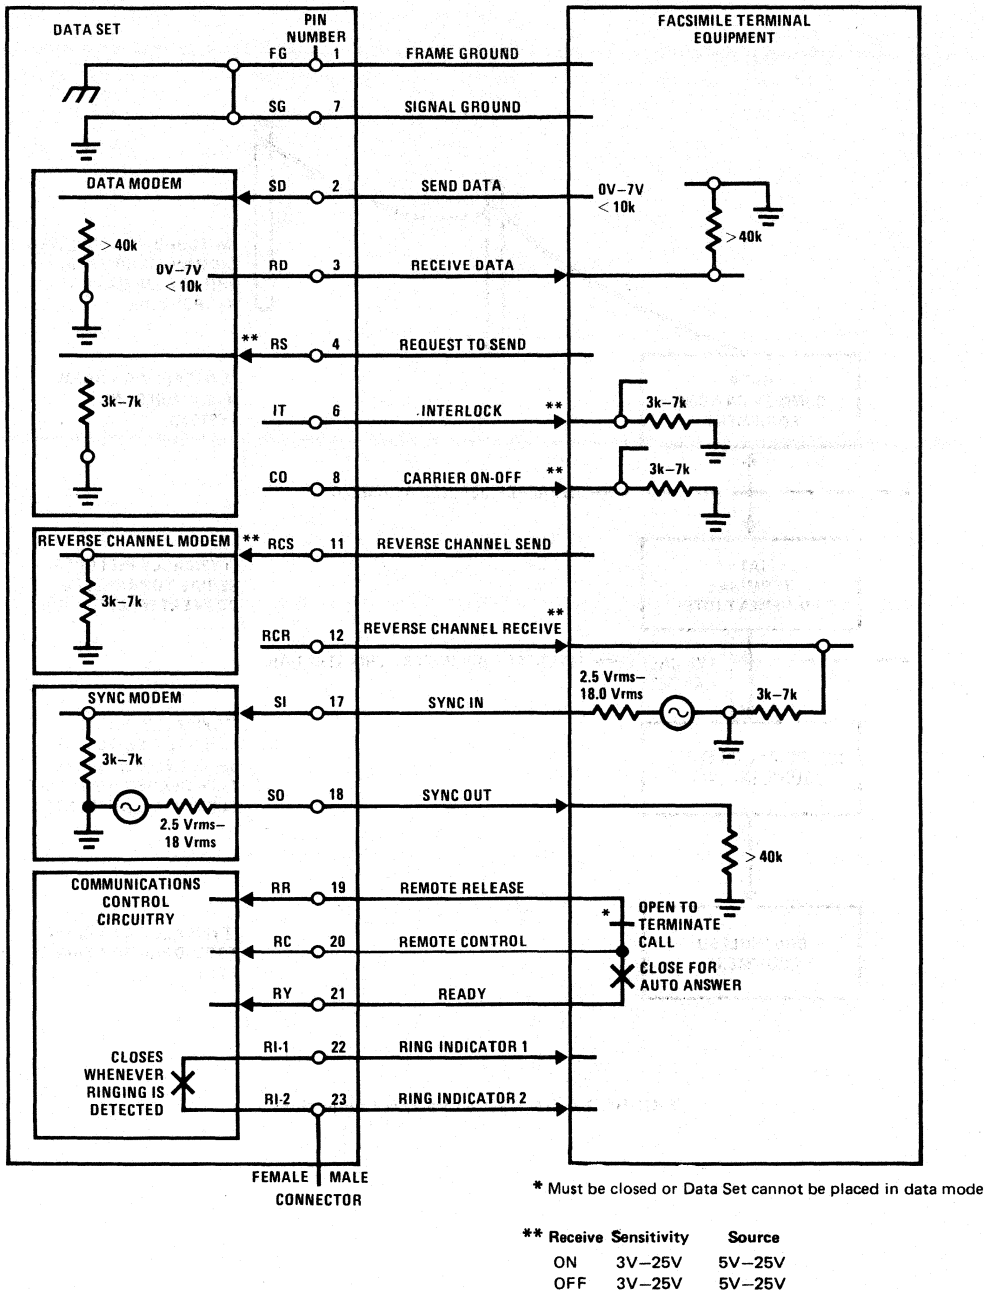 DATA SET
PIN
NUMBER
FACSIMILE TERMINAL
EQUIPMENT
FG 1 FRAME GROUND
SG 7 SIGNAL GROUND
DATA MODEM
SD 2 SEND DATA
0V–7V
< 10k
> 40k
> 40k
0V–7V
< 10k
RD 3 RECEIVE DATA
** RS 4 REQUEST TO SEND
3k–7k
IT 6 INTERLOCK **
3k–7k
CO 8 CARRIER ON-OFF **
3k–7k
REVERSE CHANNEL MODEM
** RCS 11 REVERSE CHANNEL SEND
3k–7k
RCR 12 REVERSE CHANNEL RECEIVE **
SYNC MODEM
SI 17 SYNC IN
2.5 Vrms–
18.0 Vrms
3k–7k
3k–7k
SO 18 SYNC OUT
2.5 Vrms–
18 Vrms
> 40k
COMMUNICATIONS
CONTROL
CIRCUITRY
RR 19 REMOTE RELEASE
* OPEN TO
TERMINATE
CALL
RC 20 REMOTE CONTROL
CLOSE FOR
AUTO ANSWER
RY 21 READY
RI-1 22 RING INDICATOR 1
CLOSES
WHENEVER
RINGING IS
DETECTED
RI-2 23 RING INDICATOR 2
FEMALE MALE
CONNECTOR
* Must be closed or Data Set cannot be placed in data mode
** Receive Sensitivity Source
ON 3V–25V 5V–25V
OFF 3V–25V 5V–25V